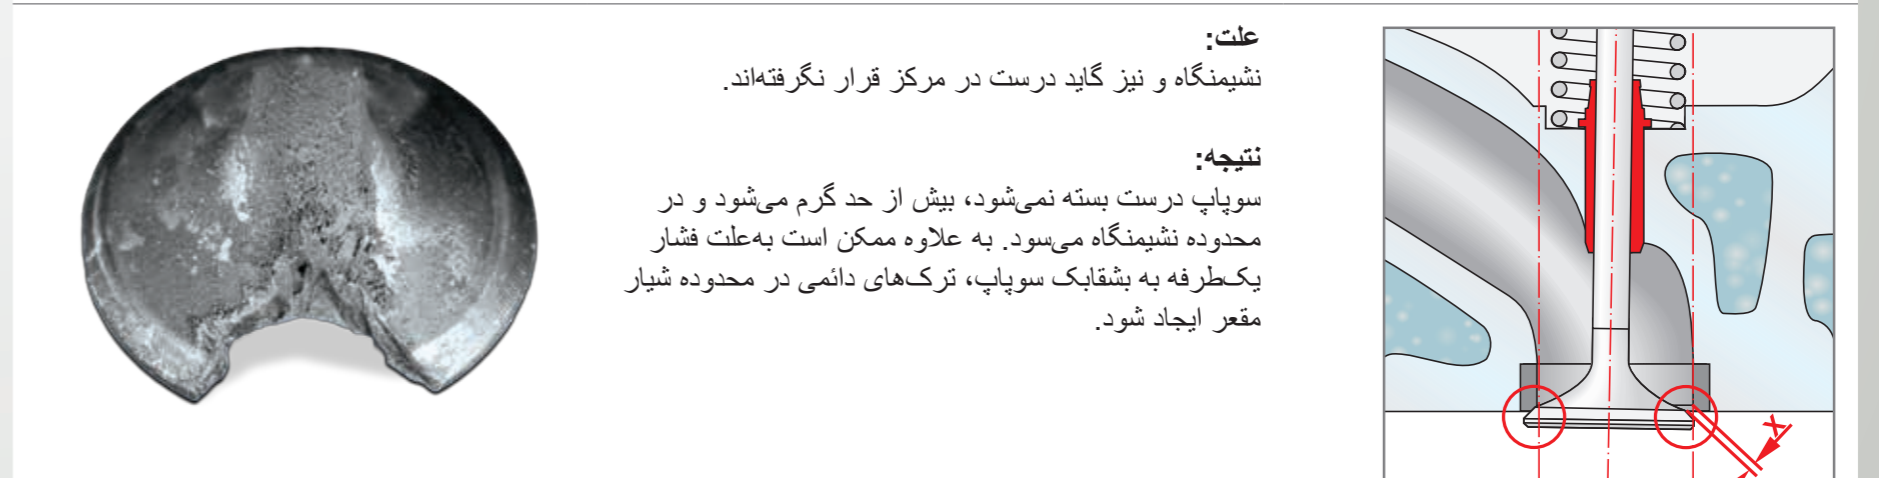 علت:
نشیمنگاه و نیز گاید درست در مرکز قرار نگرفته‌اند.
نتیجه:
سوپاپ درست بسته نمی‌شود، بیش از حد گرم می‌شود و در
محدوده نشیمنگاه می‌سود. به علاوه ممکن است به‌علت فشار
یک‌طرفه به بشقابک سوپاپ، ترک‌های دائمی در محدوده شیار
مقعر ایجاد شود.
X